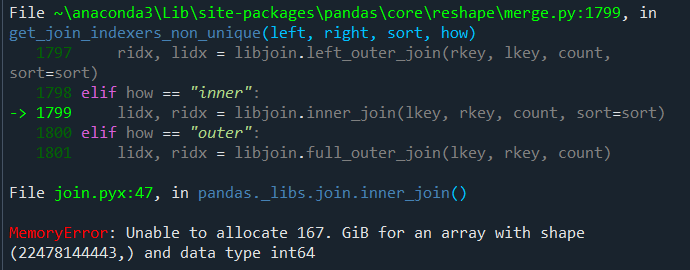 File ~\anaconda3\Lib\site-packages\pandas\core\reshape\merge.py:1799, in
get_join_indexers_non_unique(left, right, sort, how)
1797 ridx, lidx = libjoin.left_outer_join(rkey, lkey, count,
sort=sort)
1798 elif how == "inner":
-> 1799 lidx, ridx = libjoin.inner_join(lkey, rkey, count, sort=sort)
1800 elif how == "outer":
1801 lidx, ridx = libjoin.full_outer_join(lkey, rkey, count)
File join.pyx:47, in pandas._libs.join.inner_join()
MemoryError: Unable to allocate 167. GiB for an array with shape
(22478144443,) and data type int64